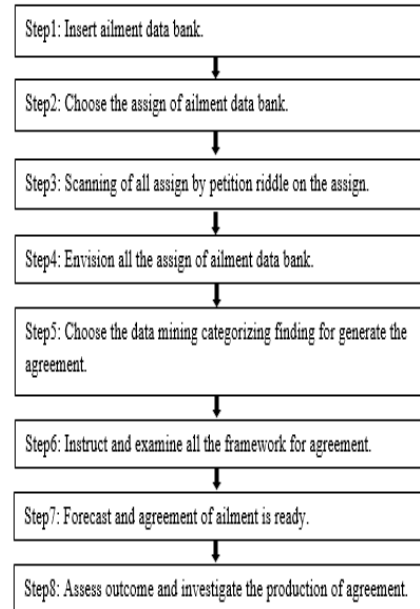 Step1: Insert ailment data bank.
Step2: Choose the assign of ailment data bank.
Step3: Scanning of all assign by petition riddle on the assign.
Step4: Envision all the assign of ailment data bank.
Step5: Choose the data mining categorizing finding for generate the
agreement.
Step6: Instruct and examine all the framework for agreement.
Step7: Forecast and agreement of ailment is ready.
Step8: Assess outcome and investigate the production of agreement.